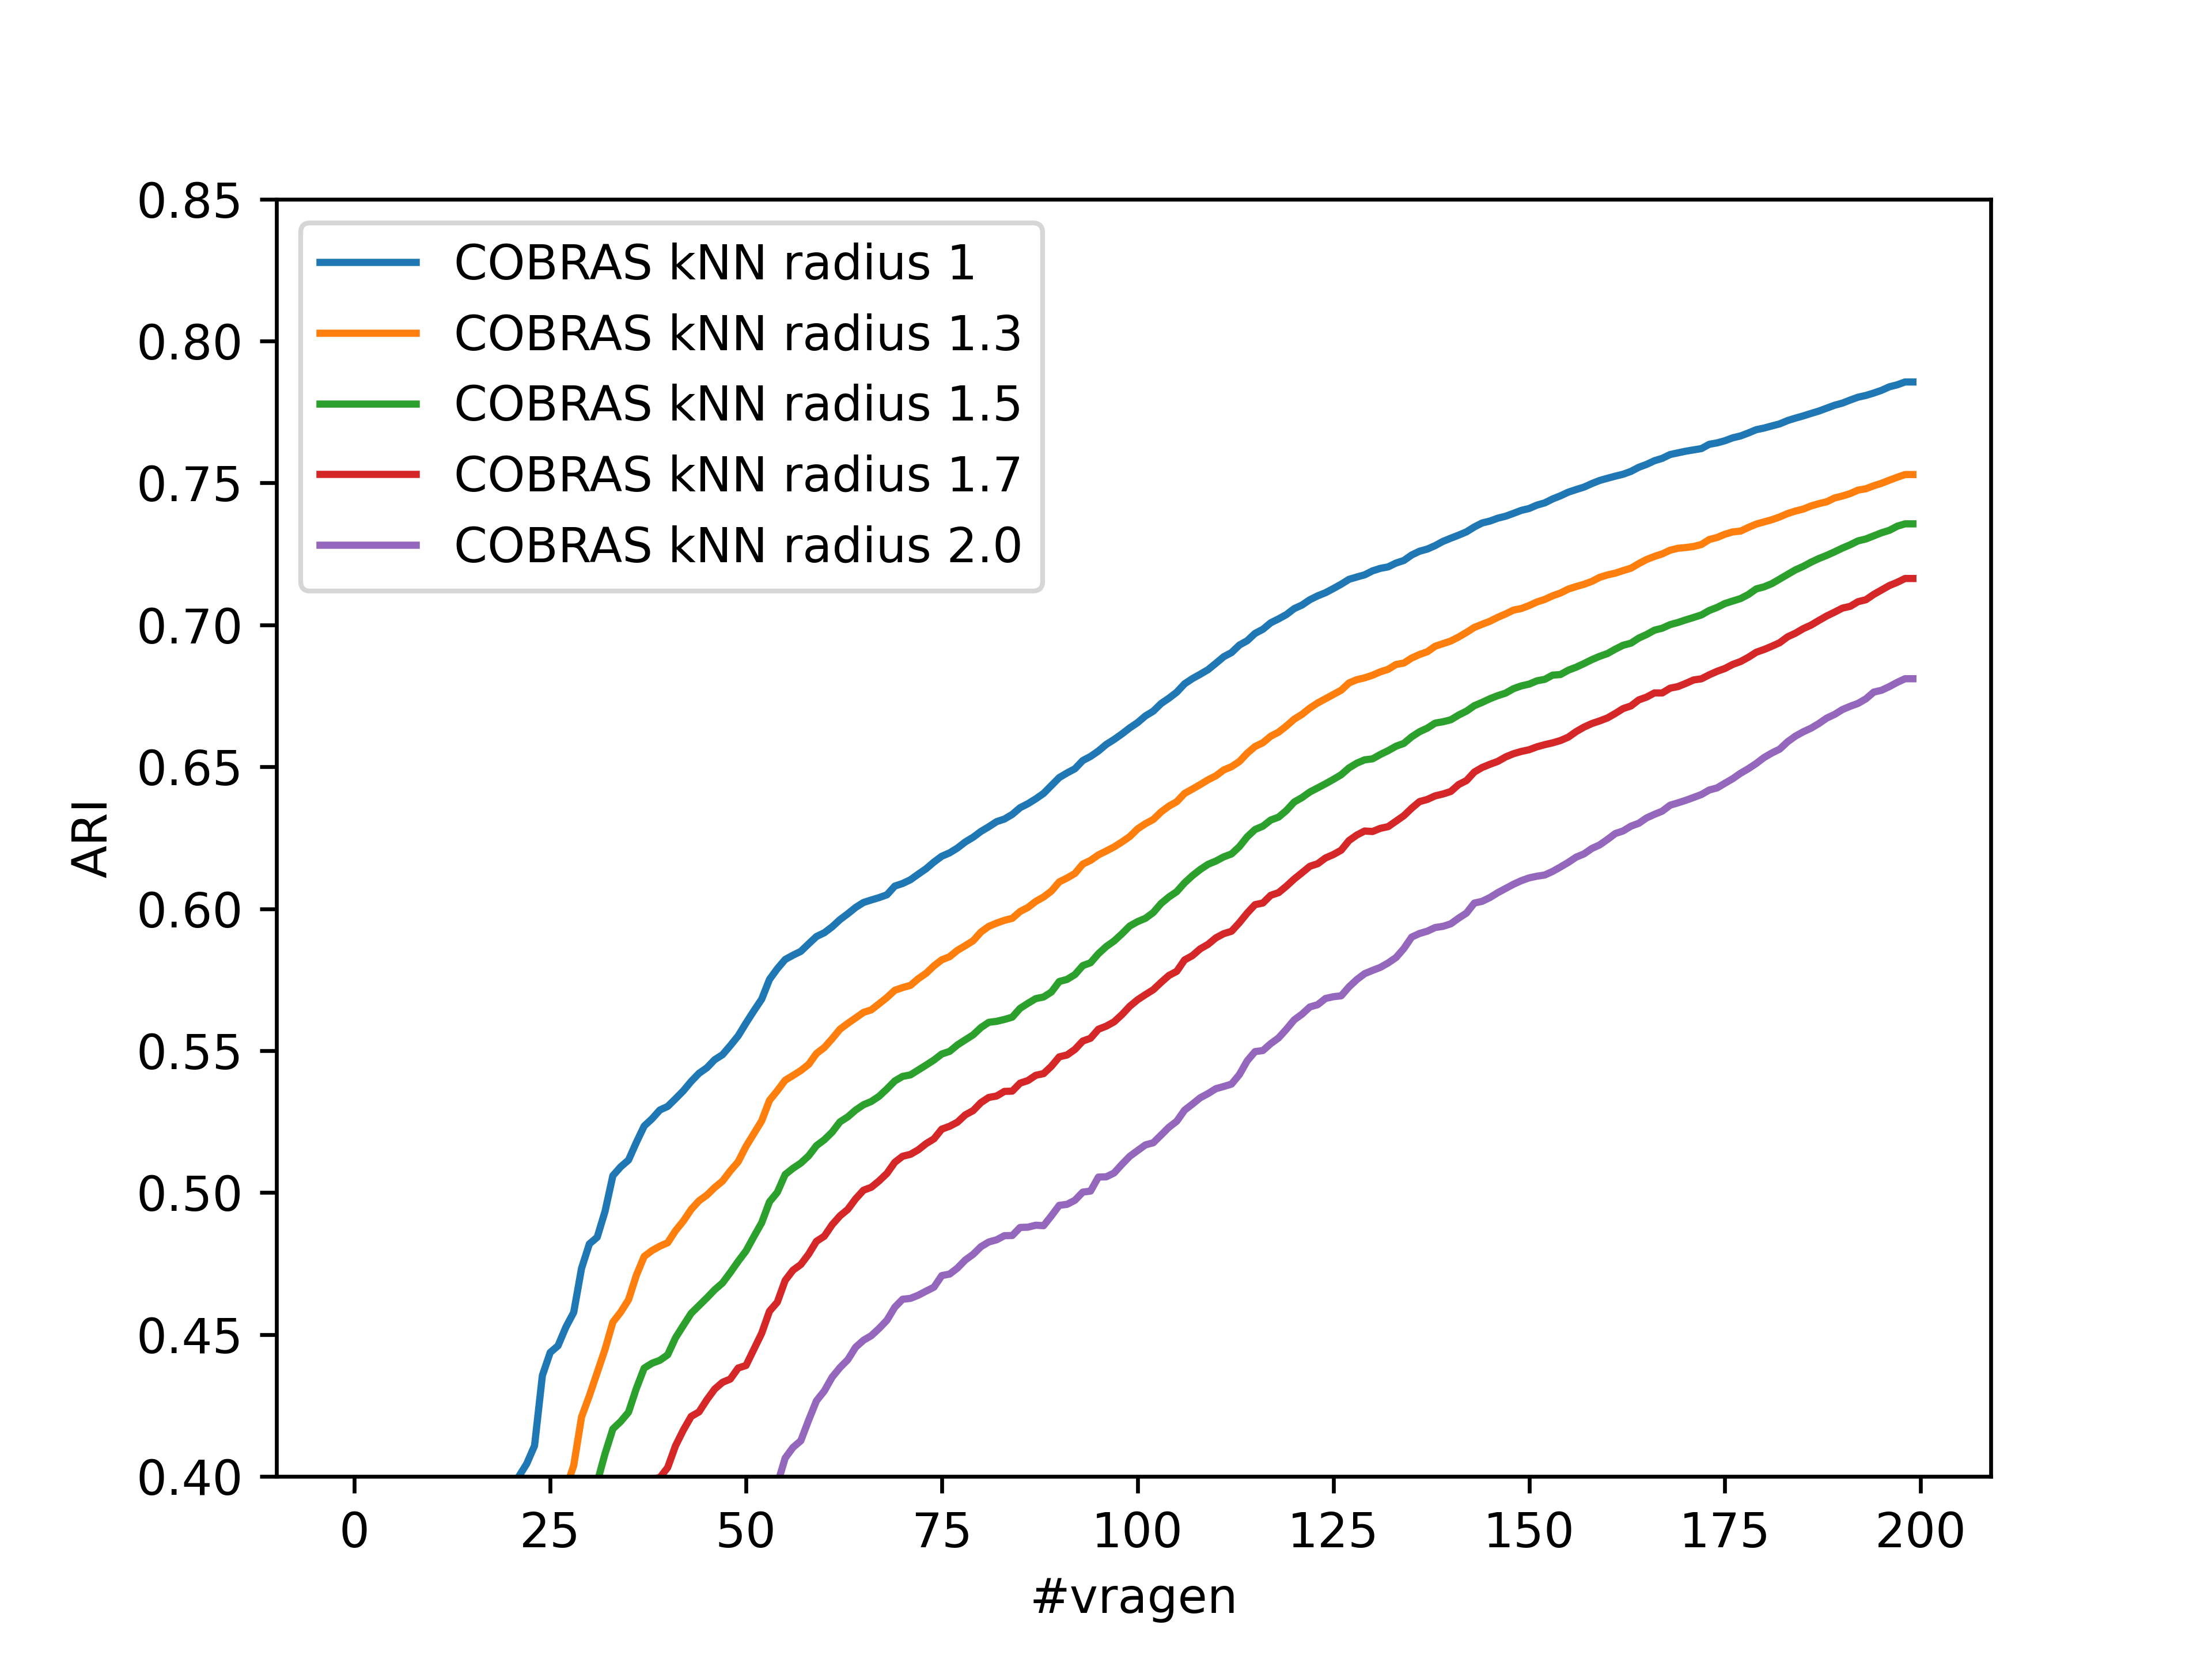 0.85
0.80
0.75
0.70
0.65
0.60
0.55
0.50
0.45
0.40
ARI
COBRAS kNN radius 1
COBRAS kNN radius 1.3
COBRAS kNN radius 1.5
COBRAS kNN radius 1.7
COBRAS kNN radius 2.0
0 25 50 75 100 125 150 175 200
#vragen